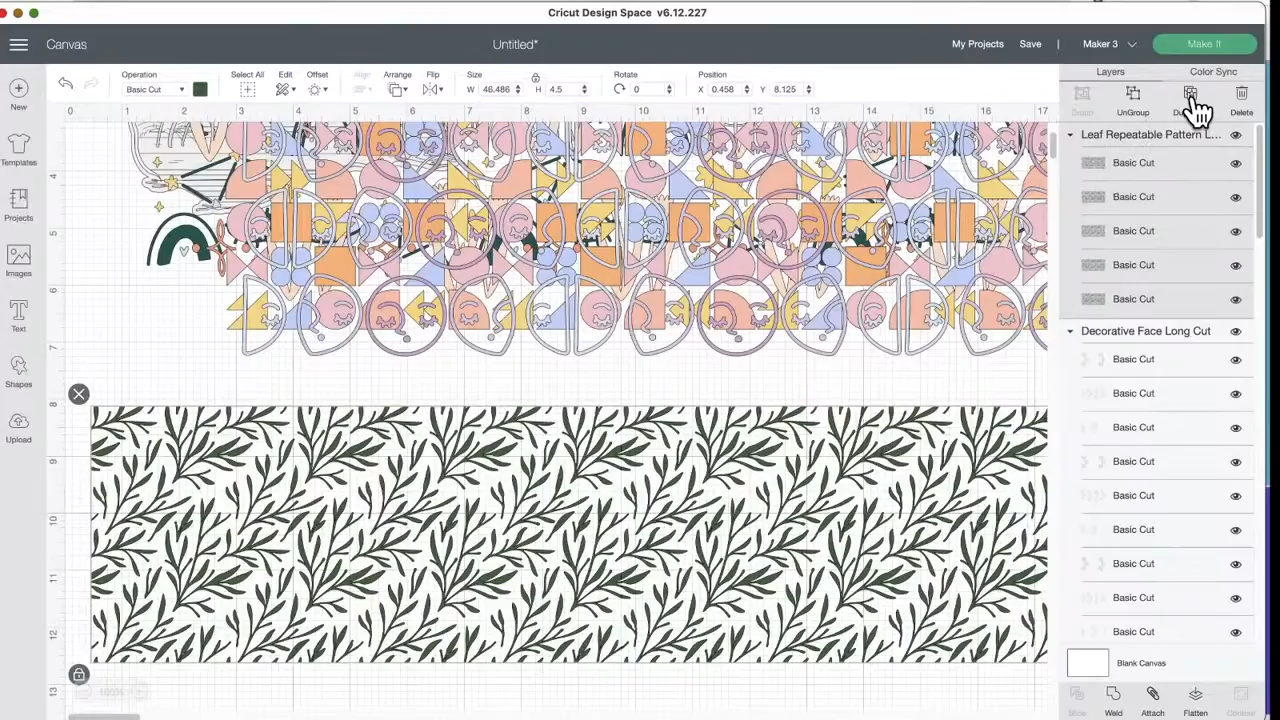 Cricut Design Space v6.12.227
Canvas
Untitled*
My Projects
Save
|
Maker 3
Make It
Operation
Select All
Edit
Offset
Align
Arrange
Flip
Size
Rotate
Position
Basic Cut
W 46.486
H 4.5
0
X 0.458
Y 8.125
Layers
Color Sync
Group
UnGroup
Delete
New
Templates
Projects
Images
Text
Shapes
Upload
0 1 2 3 4 5 6 7 8 9 10 11 12 13 14 15 16 17
4
5
6
7
8
9
10
11
12
13
Leaf Repeatable Pattern L...
Basic Cut
Basic Cut
Basic Cut
Basic Cut
Basic Cut
Decorative Face Long Cut
Basic Cut
Basic Cut
Basic Cut
Basic Cut
Basic Cut
Basic Cut
Basic Cut
Basic Cut
Basic Cut
Blank Canvas
100%
Slice
Weld
Attach
Flatten
Contour